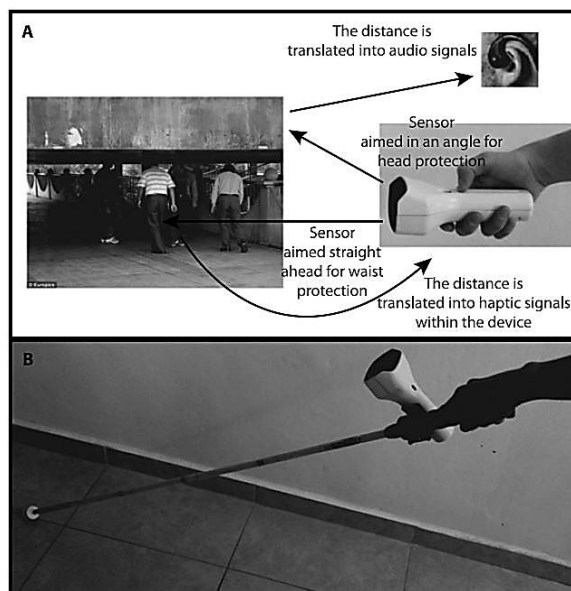 A
The distance is
translated into audio signals
Sensor
aimed in an angle for
head protection
Sensor
aimed straight
ahead for waist
protection
The distance is
translated into haptic signals
within the device
© Europics
B